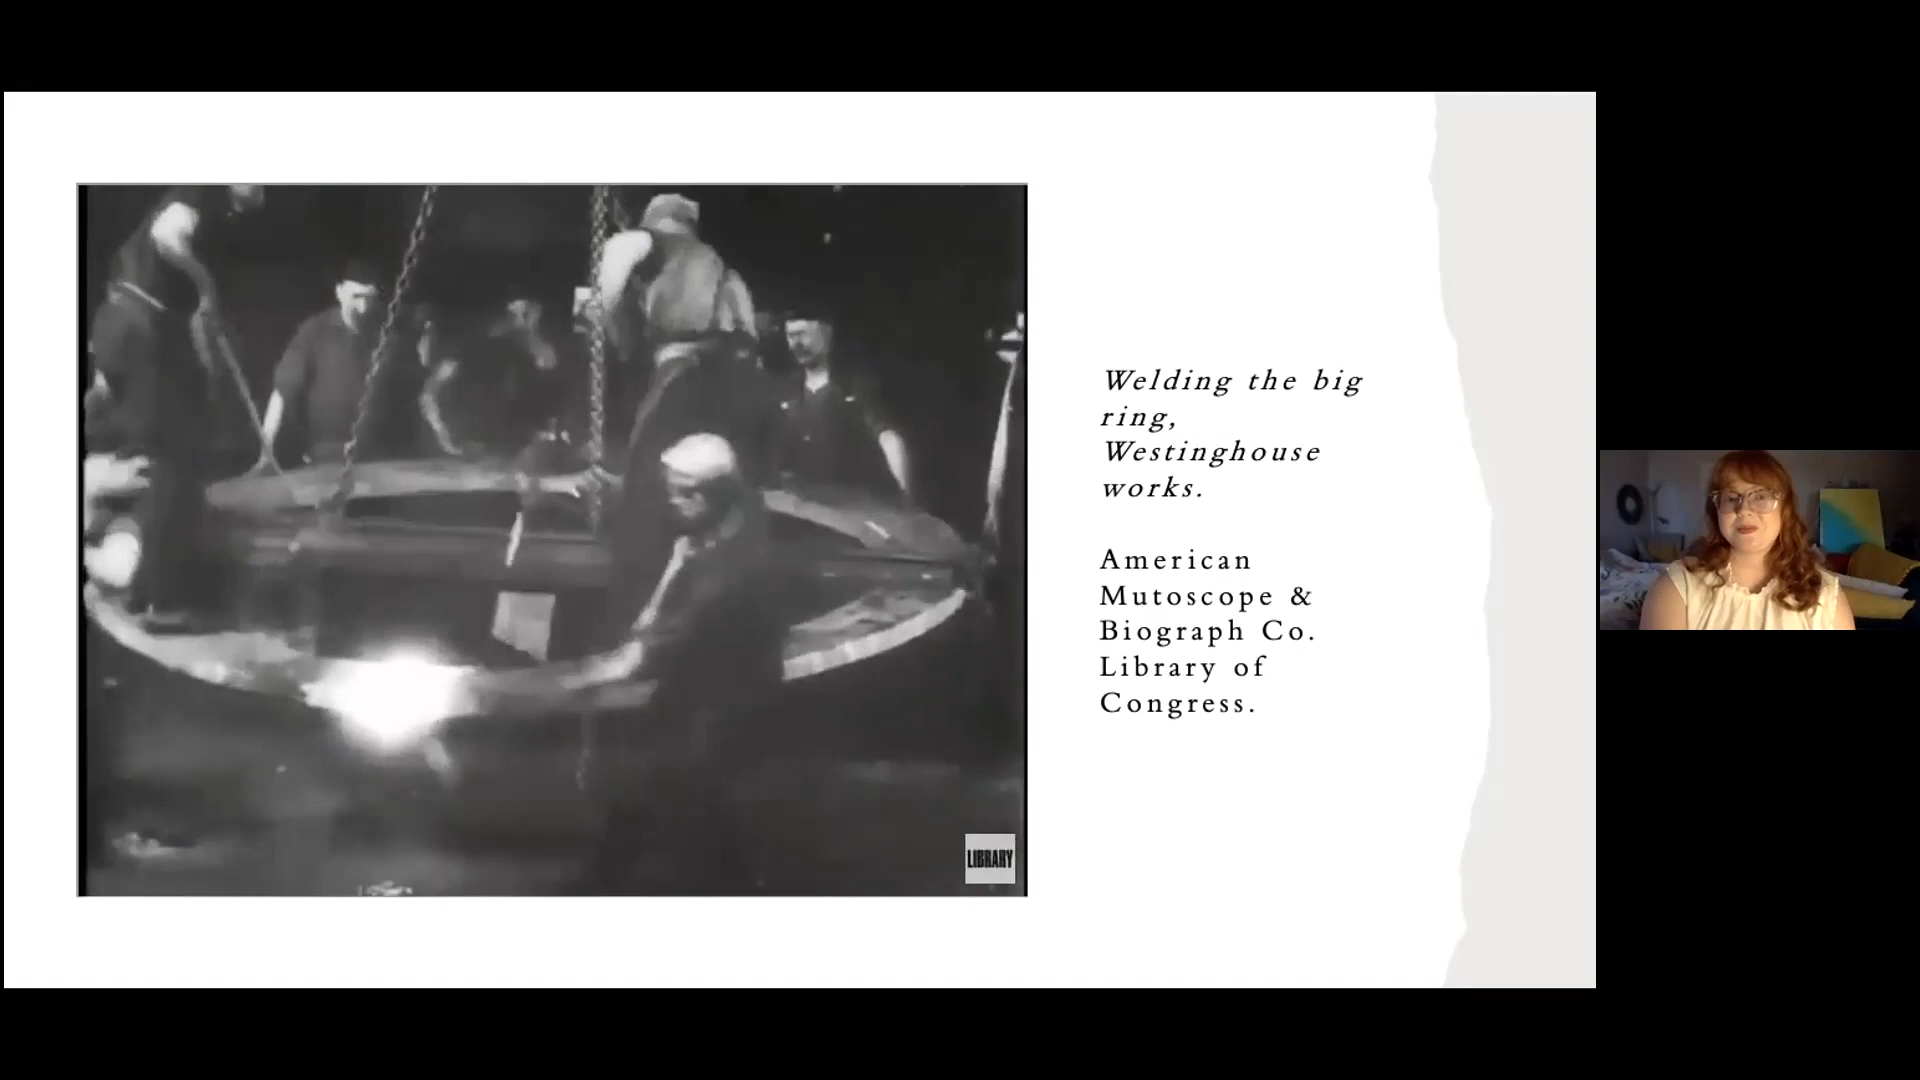 Welding the big
ring,
Westinghouse
works.
American
Mutoscope &
Biograph Co.
Library of
Congress.
LIBRARY